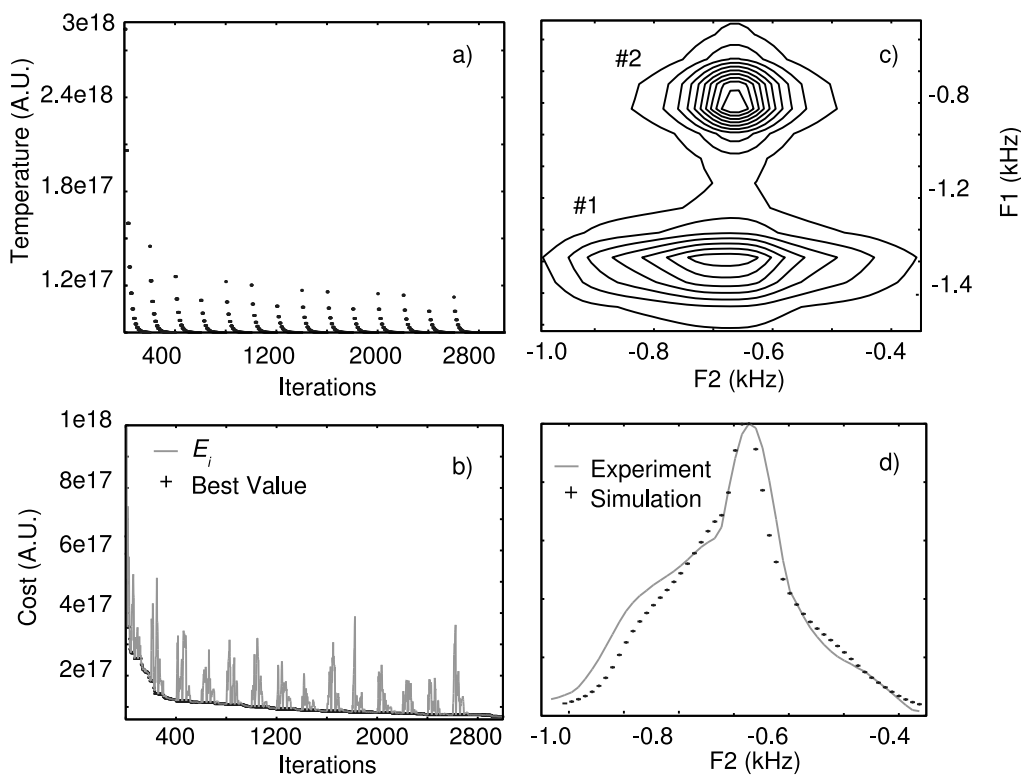 a)
Temperature (A.U.)
3e18
2.4e18
1.8e17
1.2e17
400
1200
2000
2800
Iterations
c)
#2
#1
-0.8
-1.2
-1.4
F1 (kHz)
-1.0
-0.8
-0.6
-0.4
F2 (kHz)
b)
Cost (A.U.)
1e18
8e17
6e17
4e17
2e17
E_i
Best Value
400
1200
2000
2800
Iterations
d)
Experiment
Simulation
-1.0
-0.8
-0.6
-0.4
F2 (kHz)